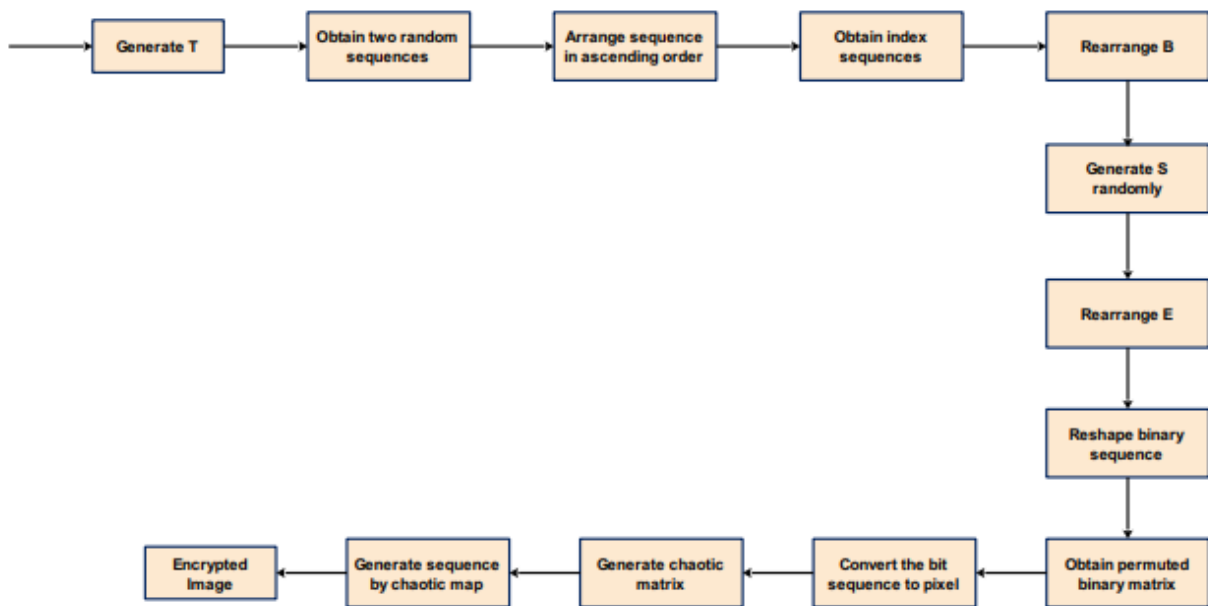 Generate T
Obtain two random
sequences
Arrange sequence
in ascending order
Obtain index
sequences
Rearrange B
Generate S
randomly
Rearrange E
Reshape binary
sequence
Obtain permuted
binary matrix
Convert the bit
sequence to pixel
Generate chaotic
matrix
Generate sequence
by chaotic map
Encrypted
Image